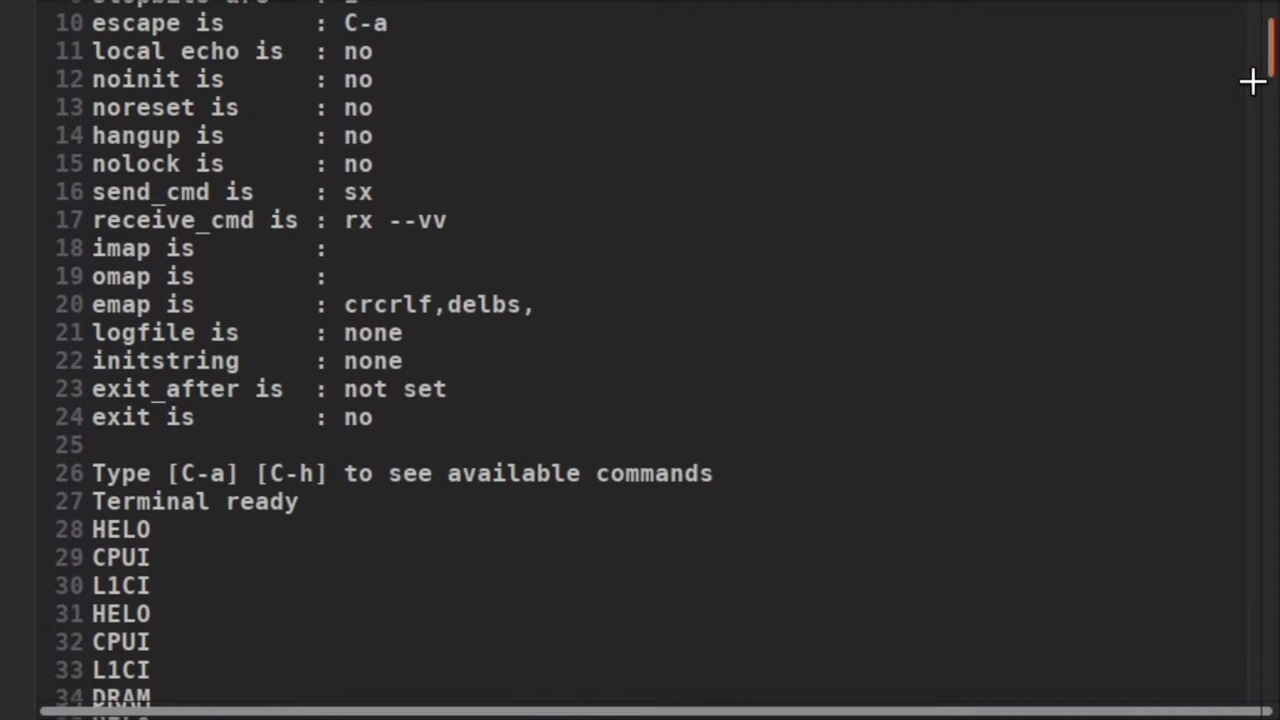 10 escape is      : C-a
11 local echo is  : no
12 noinit is      : no
13 noreset is     : no
14 hangup is      : no
15 nolock is      : no
16 send_cmd is    : sx
17 receive_cmd is : rx --vv
18 imap is        :
19 omap is        :
20 emap is        : crcrlf,delbs,
21 logfile is     : none
22 initstring     : none
23 exit_after is  : not set
24 exit is        : no
25
26 Type [C-a] [C-h] to see available commands
27 Terminal ready
28 HELO
29 CPUI
30 L1CI
31 HELO
32 CPUI
33 L1CI
34 DRAM